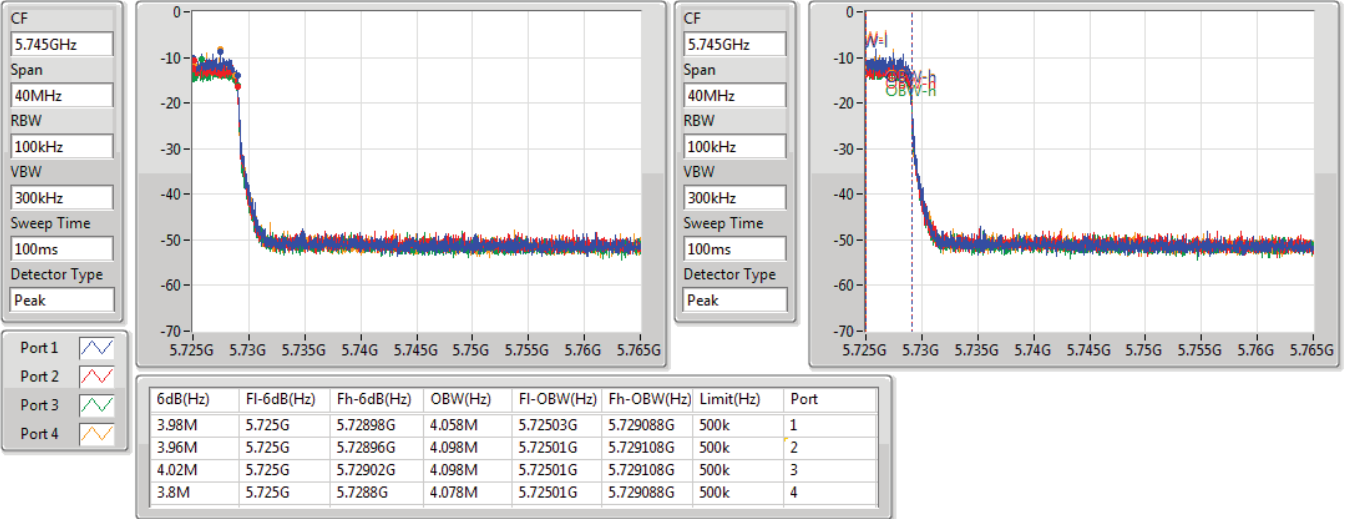 CF
5.745GHz
Span
40MHz
RBW
100kHz
VBW
300kHz
Sweep Time
100ms
Detector Type
Peak
Port 1
Port 2
Port 3
Port 4
0
-10
-20
-30
-40
-50
-60
-70
5.725G 5.73G 5.735G 5.74G 5.745G 5.75G 5.755G 5.76G 5.765G
CF
5.745GHz
Span
40MHz
RBW
100kHz
VBW
300kHz
Sweep Time
100ms
Detector Type
Peak
0
-10
-20
-30
-40
-50
-60
-70
W-l
OBW-h
OBW-h
5.725G 5.73G 5.735G 5.74G 5.745G 5.75G 5.755G 5.76G 5.765G
6dB(Hz) Fl-6dB(Hz) Fh-6dB(Hz) OBW(Hz) Fl-OBW(Hz) Fh-OBW(Hz) Limit(Hz) Port
3.98M 5.725G 5.72898G 4.058M 5.72503G 5.729088G 500k 1
3.96M 5.725G 5.72896G 4.098M 5.72501G 5.729108G 500k 2
4.02M 5.725G 5.72902G 4.098M 5.72501G 5.729108G 500k 3
3.8M 5.725G 5.7288G 4.078M 5.72501G 5.729088G 500k 4